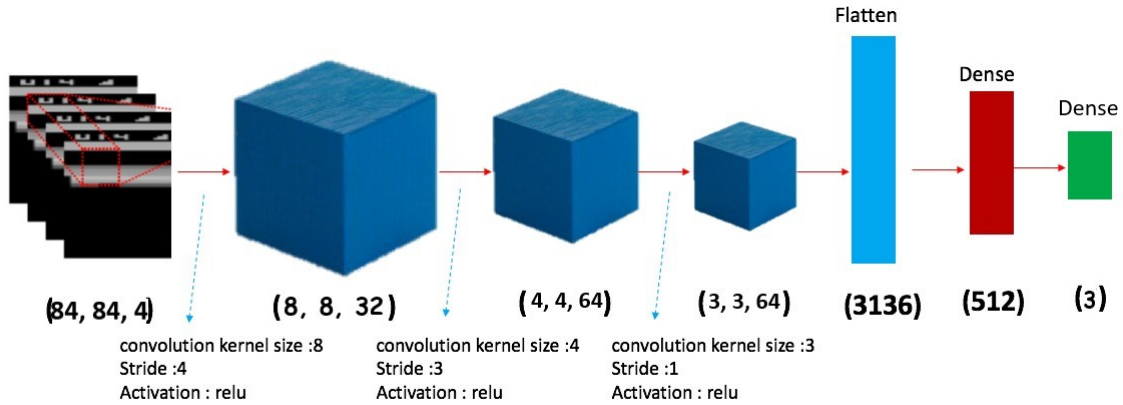 Flatten
Dense
Dense
(84, 84, 4)
(8, 8, 32)
(4, 4, 64)
(3, 3, 64)
(3136)
(512)
(3)
convolution kernel size :8
Stride :4
Activation : relu
convolution kernel size :4
Stride :3
Activation : relu
convolution kernel size :3
Stride :1
Activation : relu